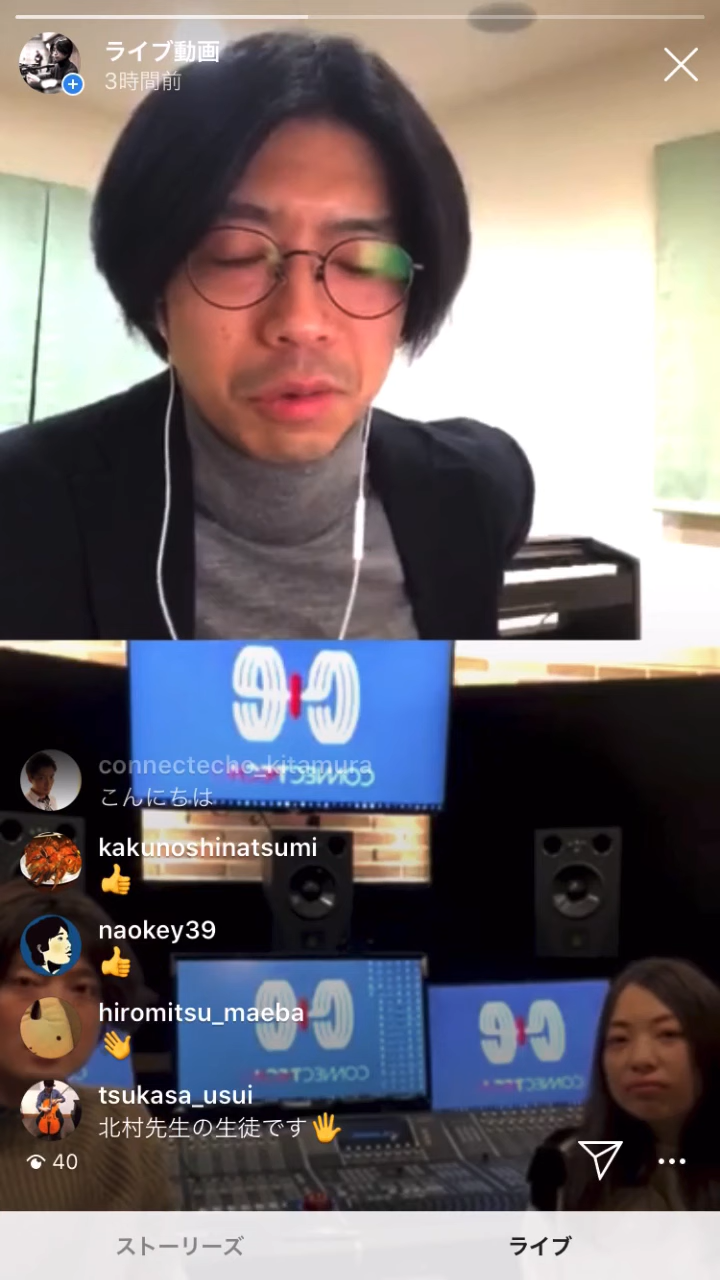 ライブ動画
3時間前
connectecho_kitamura
こんにちは
kakunoshinatsumi
👍
naokey39
👍
hiromitsu_maeba
👋
tsukasa_usui
北村先生の生徒です🖐
40
ストーリーズ
ライブ